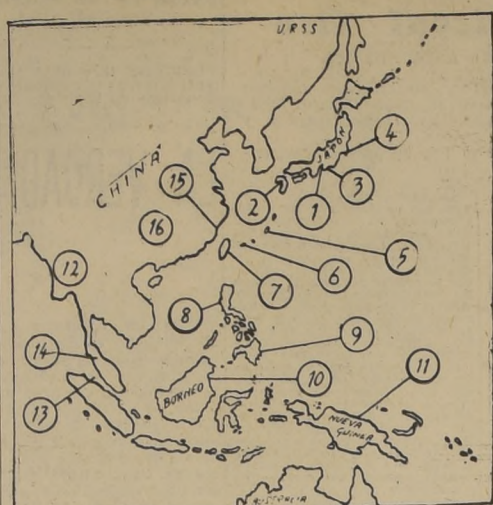 URSS
CHINA
JAPON
4
15
3
2
1
16
5
6
12
7
8
9
14
10
11
BORNEO
13
NUEVA
GUINEA
AUSTRALIA